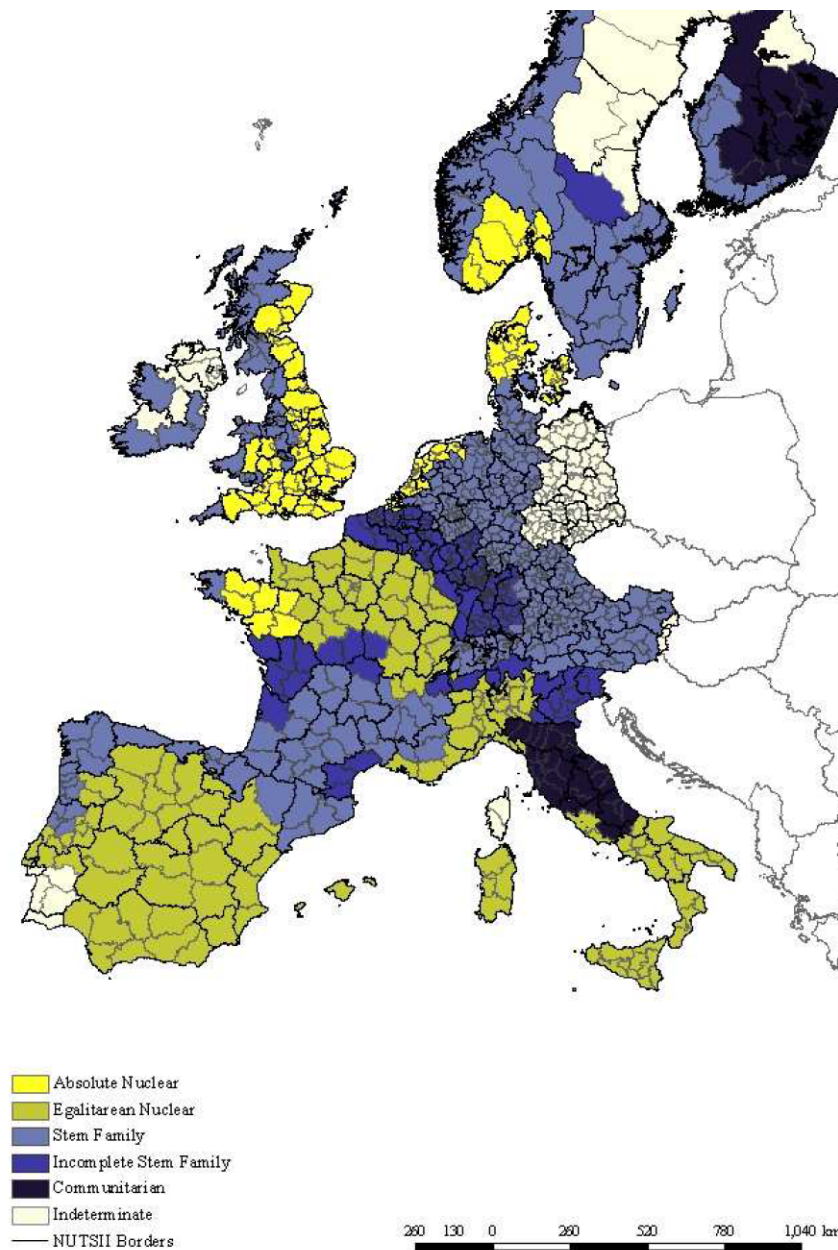 Absolute Nuclear
Egalitarean Nuclear
Stem Family
Incomplete Stem Family
Communitarian
Indeterminate
NUTSII Borders
260 130 0 260 520 780 1,040 km